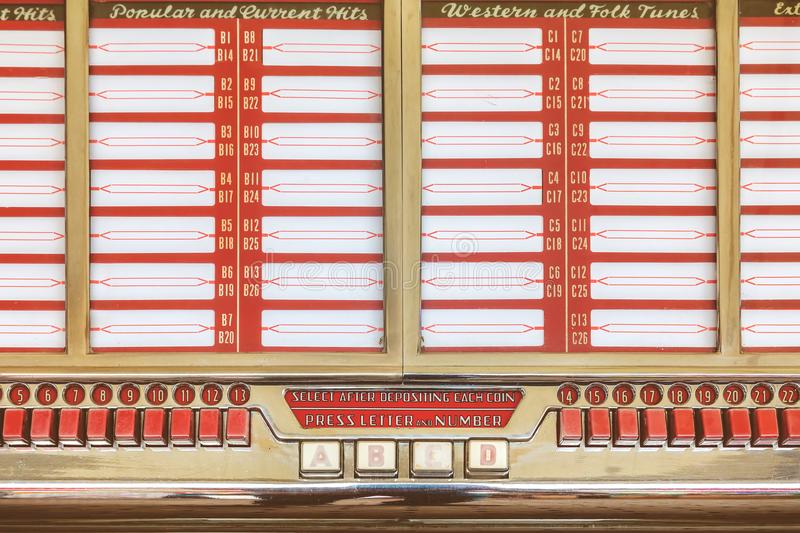 t Hits
Popular and Current Hits
Western and Folk Tunes
Ext
B1 B8
B14
B2 B9
B15 B22
B3 B10
B16 B23
B4 B11
B17 B24
B5 B12
B18 B25
B6 B13
B19 B26
B7
B20
C1 C7
C14 C20
C2 C8
C15 C21
C3 C9
C16 C22
C4 C10
C17 C23
C5 C11
C18 C24
C6 C12
C19 C25
C13
C26
5 6 7 8 9 10 11 12 13
SELECT AFTER DEPOSITING EACH COIN
PRESS LETTER AND NUMBER
14 15 16 17 18 19 20 21 22
A B E D
dreamstime